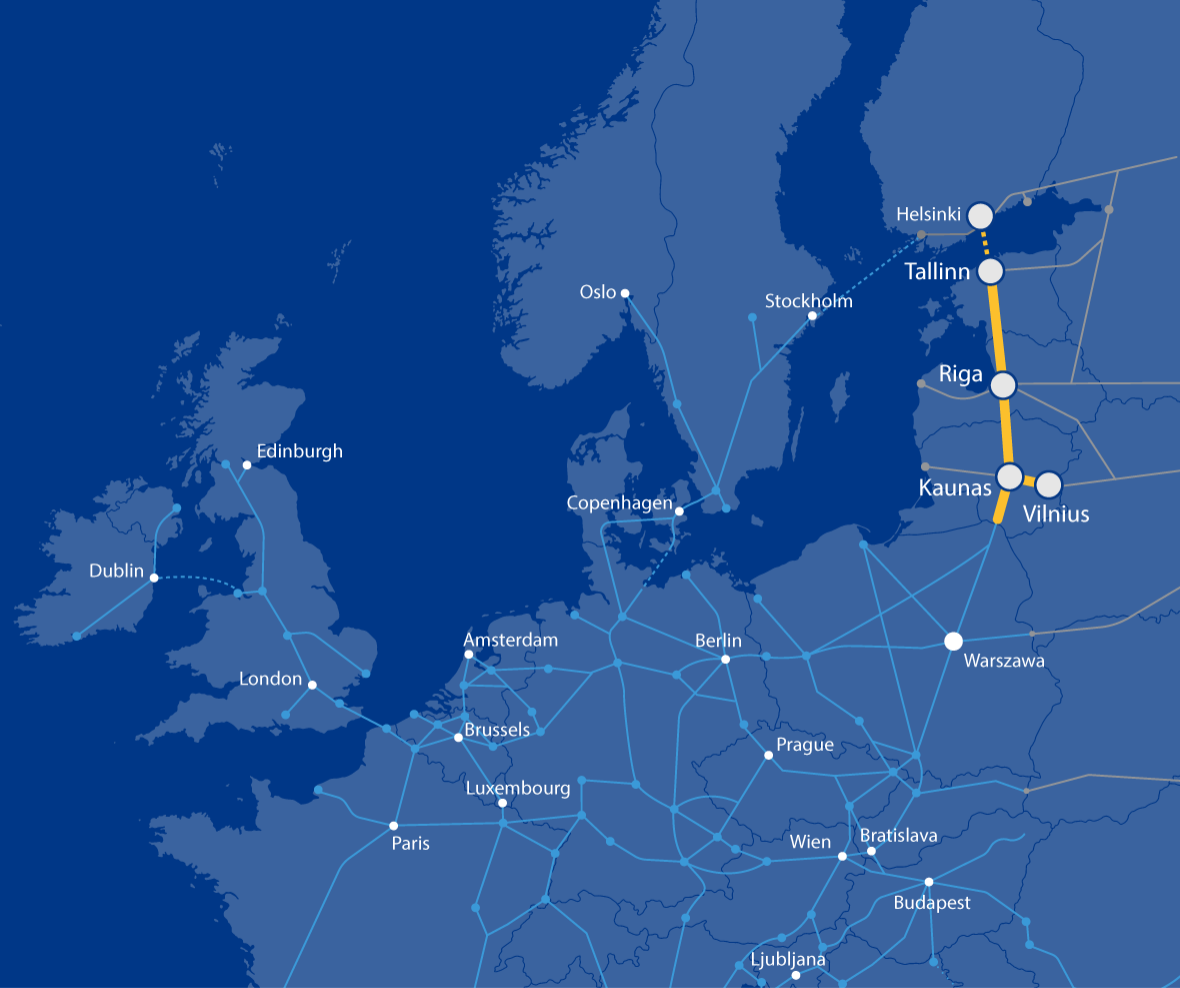 Helsinki
Tallinn
Oslo
Stockholm
Riga
Edinburgh
Kaunas
Copenhagen
Vilnius
Dublin
Amsterdam
Berlin
Warszawa
London
Brussels
Prague
Luxembourg
Paris
Wien
Bratislava
Budapest
Ljubljana